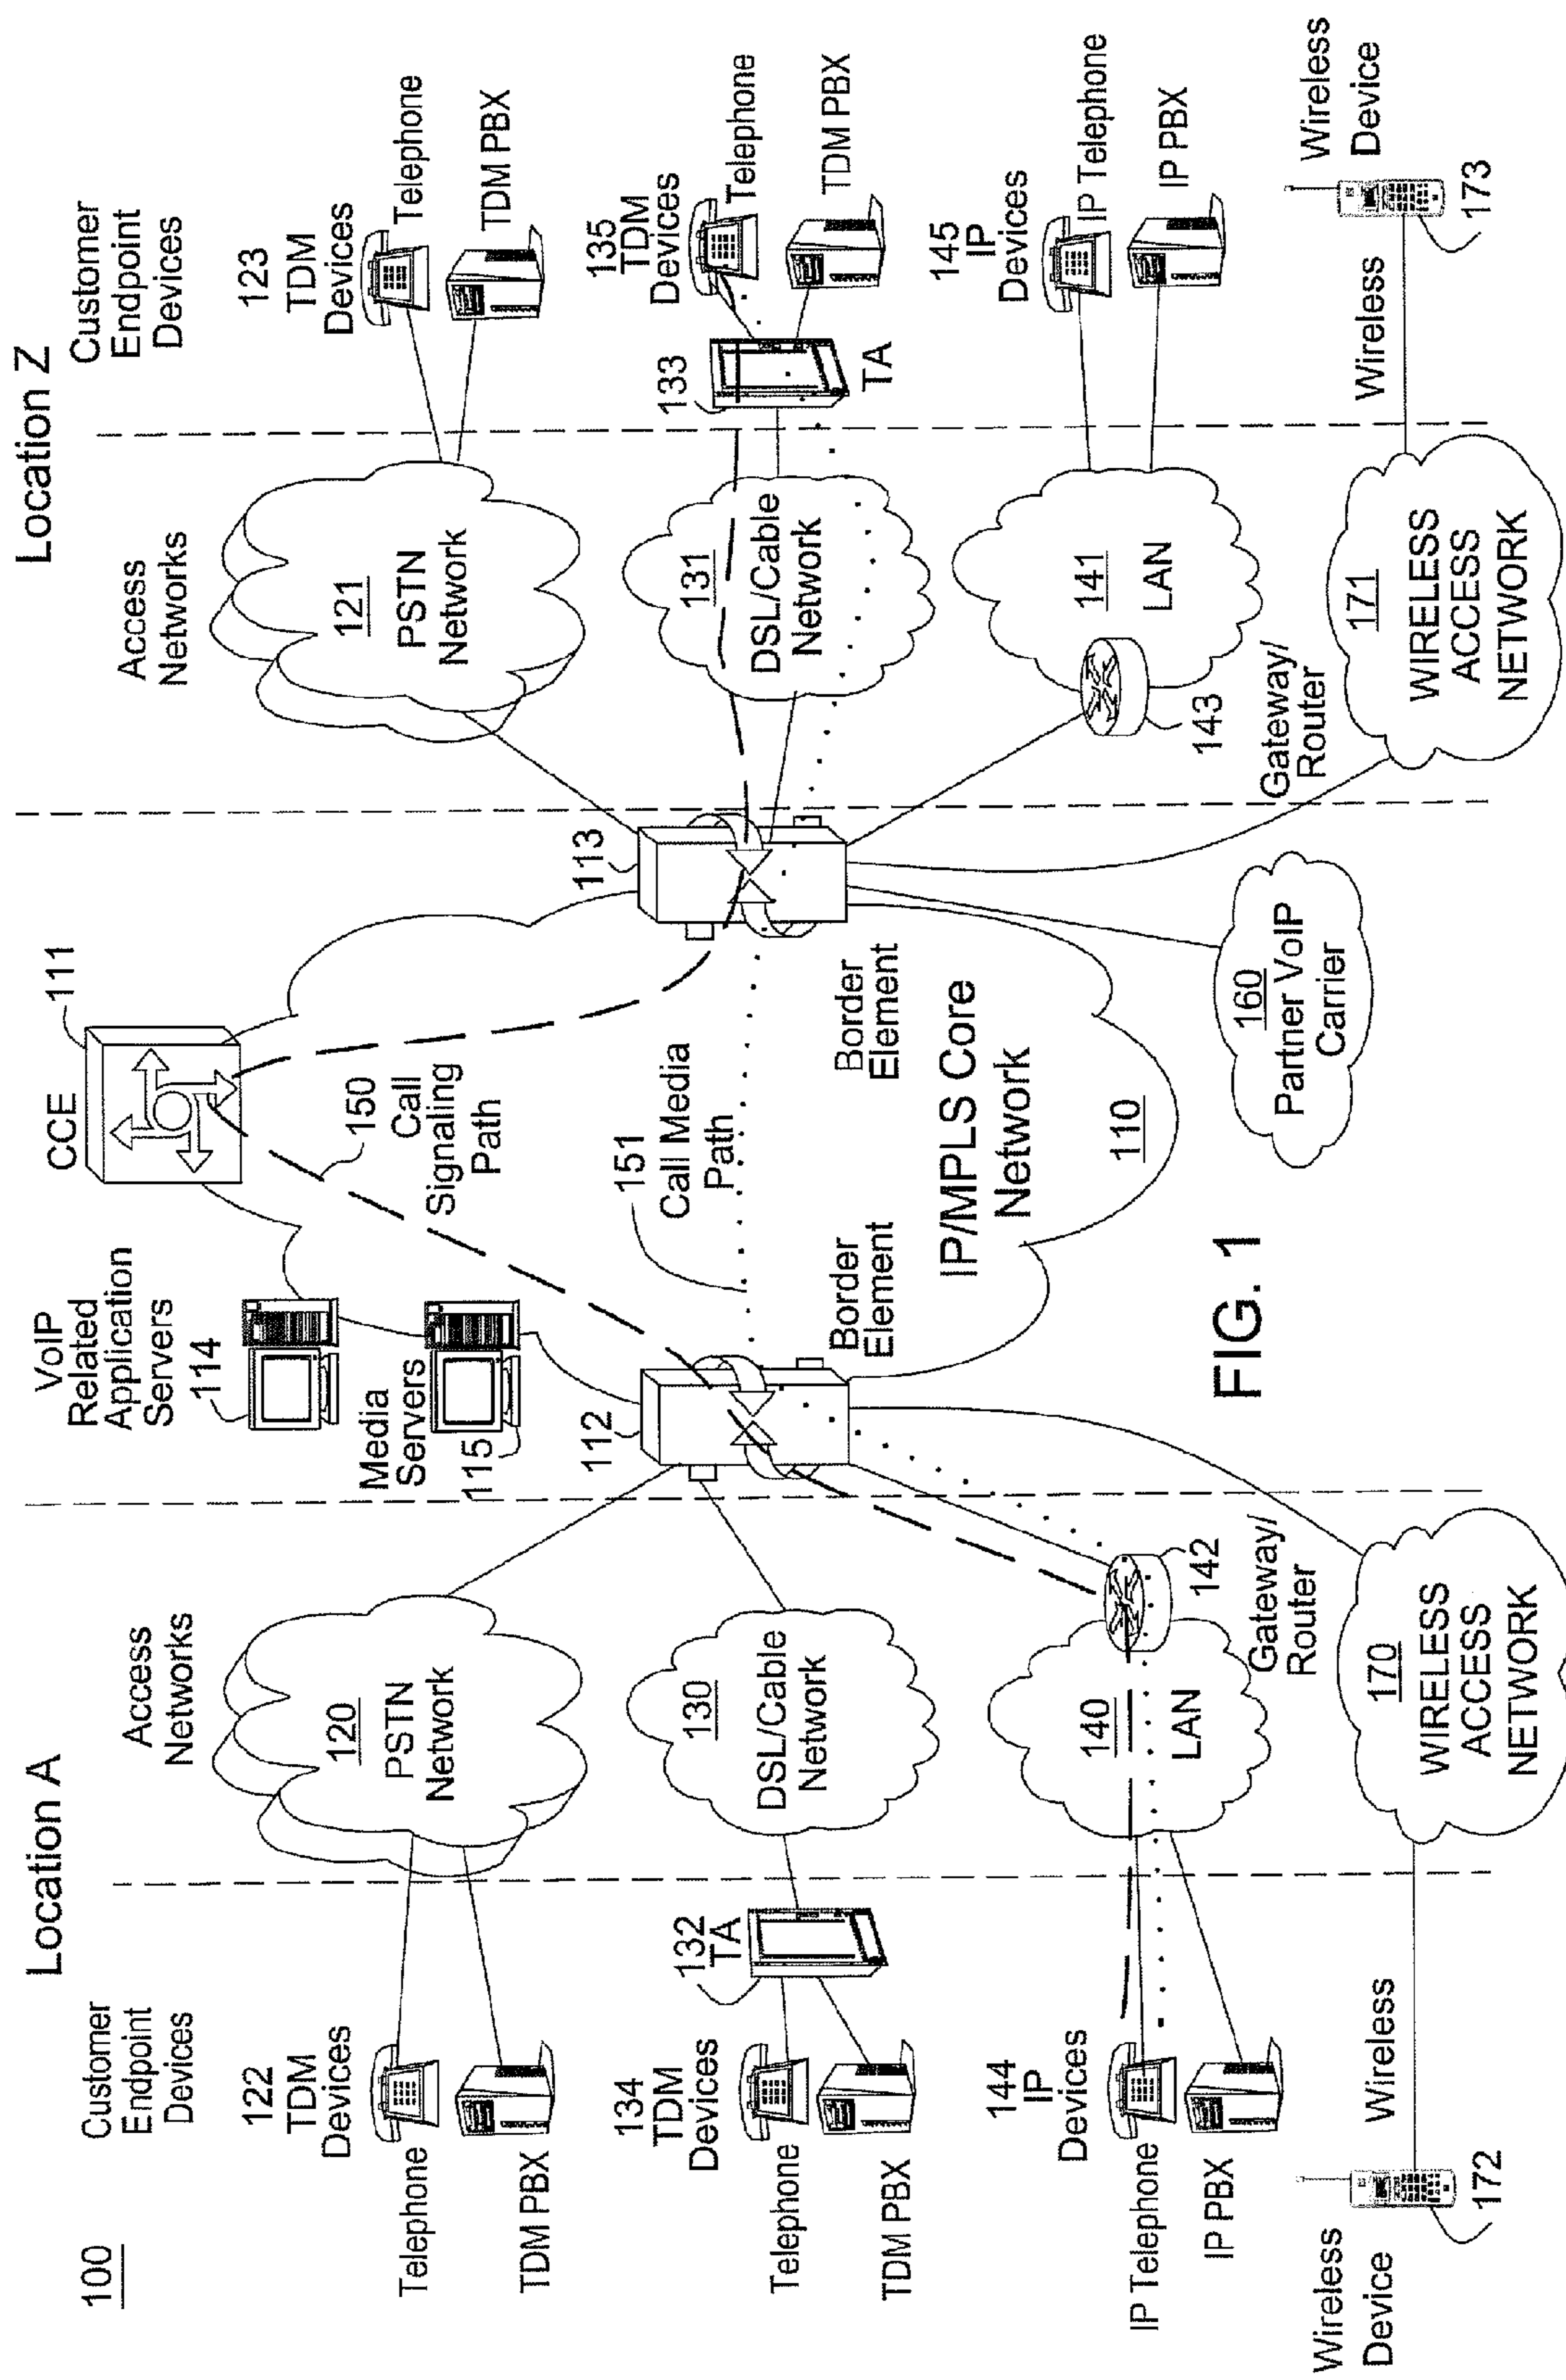 100
Location A
Location Z
Customer
Endpoint
Devices
Access
Networks
VoIP
Related
Application
Servers
114
CCE
111
Access
Networks
Customer
Endpoint
Devices
122
TDM
Devices
Telephone
TDM PBX
120
PSTN
Network
Media
Servers
115
150
Call
Signaling
Path
121
PSTN
Network
123
TDM
Devices
Telephone
TDM PBX
134
TDM
Devices
Telephone
TDM PBX
132
TA
130
DSL/Cable
Network
112
Border
Element
151
Call Media
Path
113
Border
Element
131
DSL/Cable
Network
133
TA
135
TDM
Devices
Telephone
TDM PBX
IP/MPLS Core
Network
110
144
IP
Devices
IP Telephone
IP PBX
140
LAN
142
Gateway/
Router
160
Partner VoIP
Carrier
141
LAN
143
Gateway/
Router
145
IP
Devices
IP Telephone
IP PBX
Wireless
Device
172
Wireless
170
WIRELESS
ACCESS
NETWORK
171
WIRELESS
ACCESS
NETWORK
Wireless
Wireless
Device
173
FIG. 1